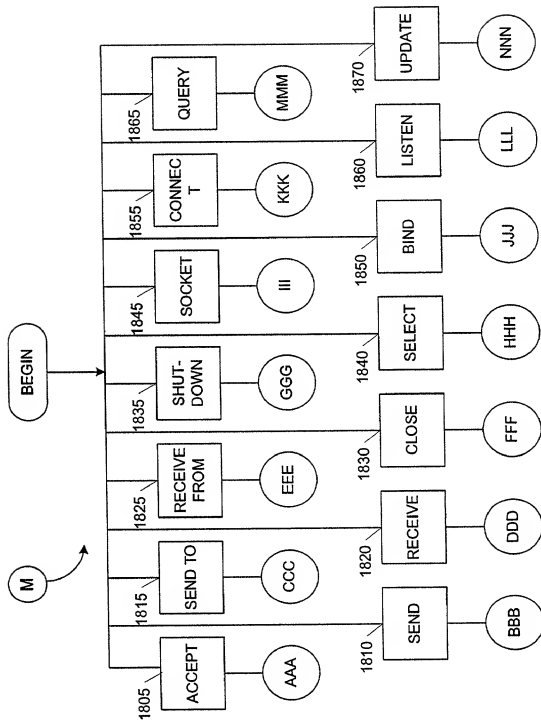 BEGIN
M
1805
ACCEPT
AAA
1810
SEND
BBB
1815
SEND TO
CCC
1820
RECEIVE
DDD
1825
RECEIVE
FROM
EEE
1830
CLOSE
FFF
1835
SHUT-
DOWN
GGG
1840
SELECT
HHH
1845
SOCKET
III
1850
BIND
JJJ
1855
CONNEC
T
KKK
1860
LISTEN
LLL
1865
QUERY
MMM
1870
UPDATE
NNN